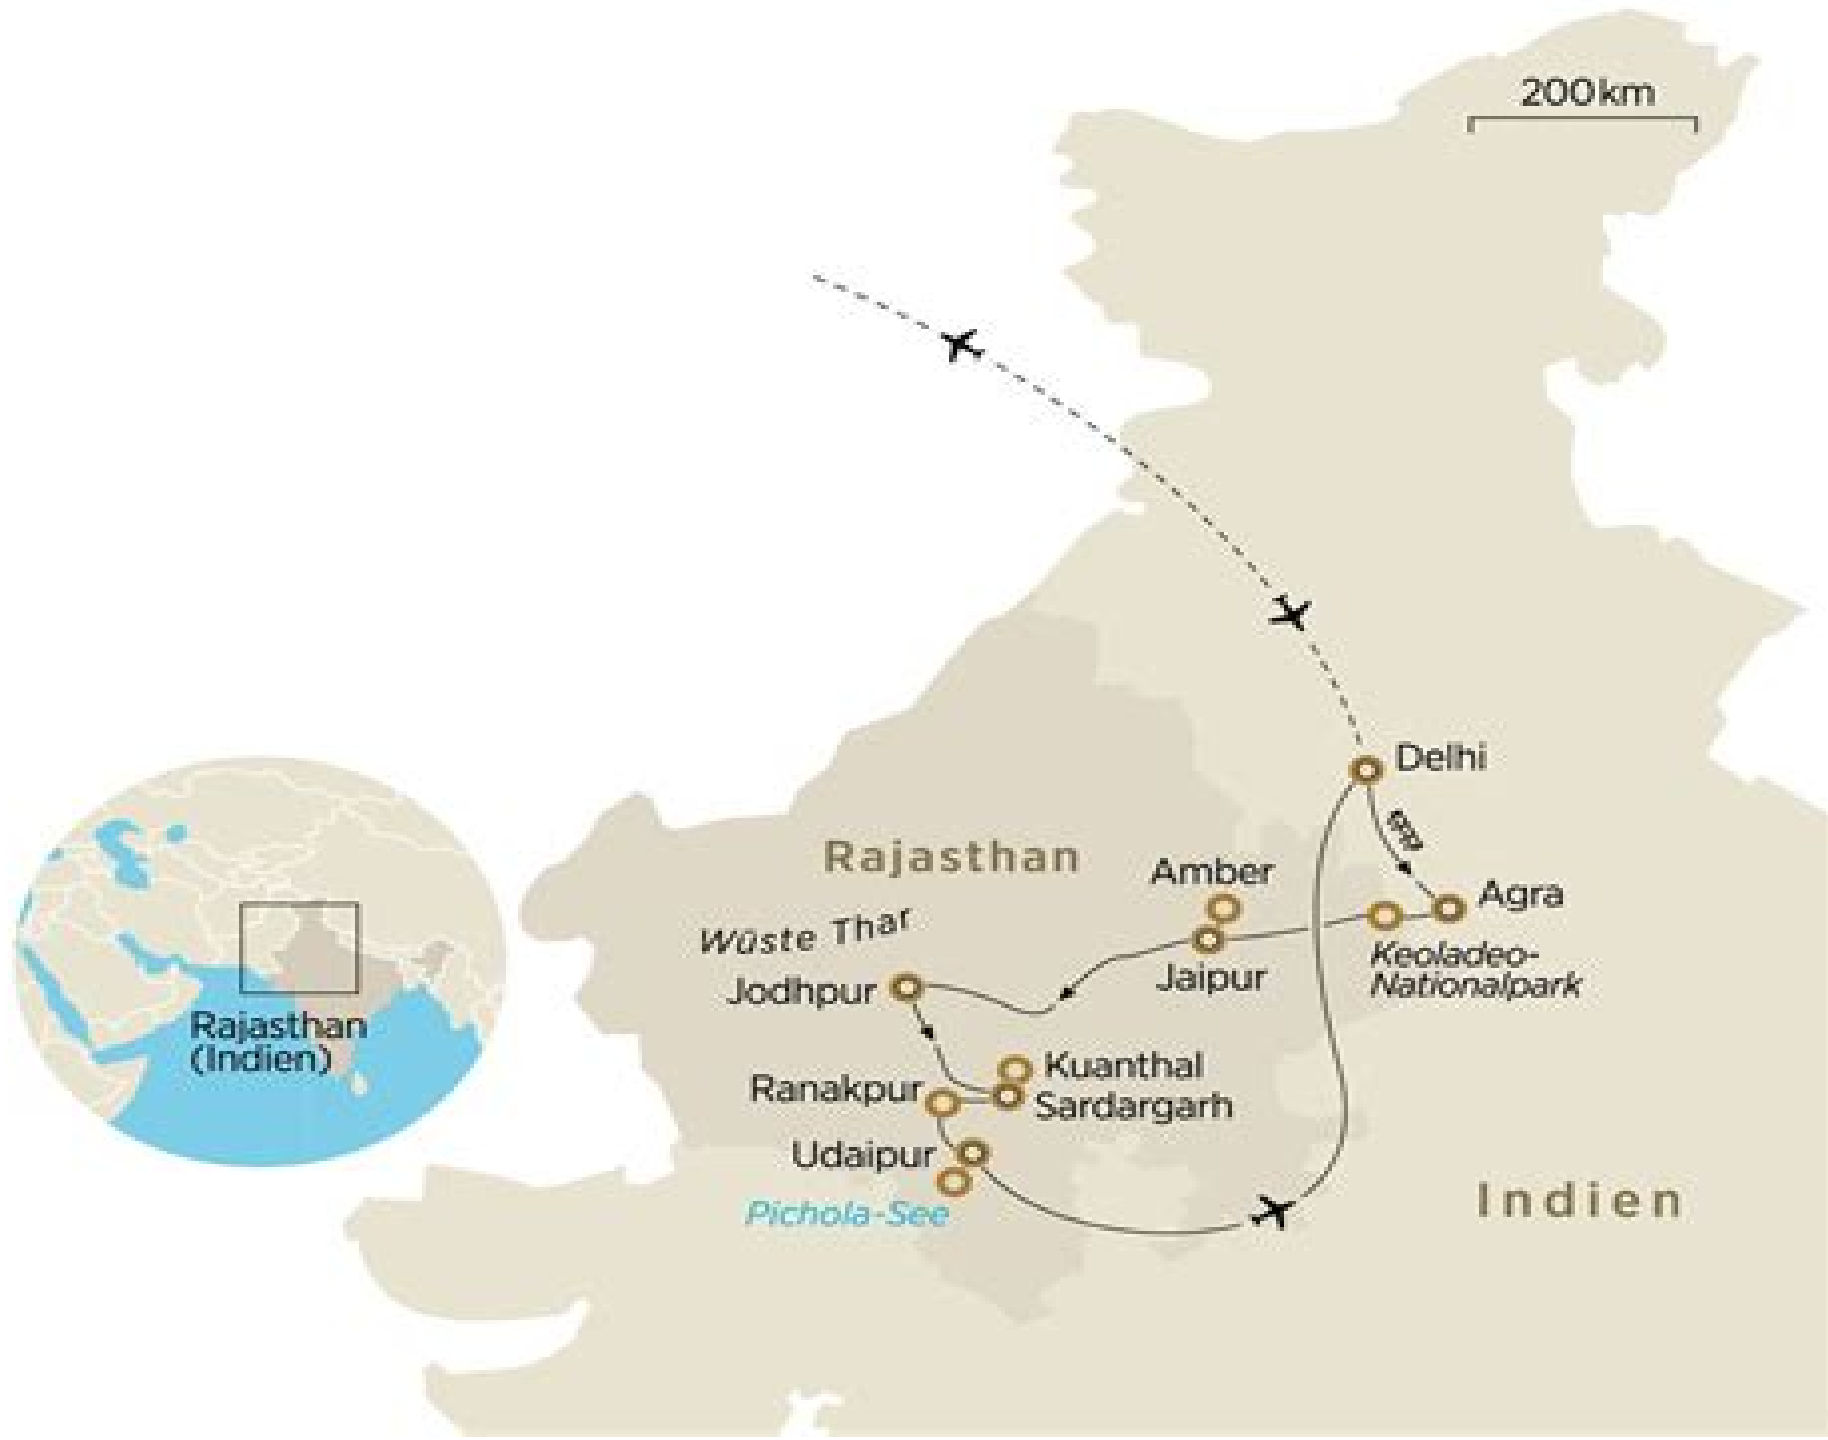 200km
Delhi
Rajasthan
Amber
Agra
Wüste Thar
Keoladeo-
Nationalpark
Jaipur
Jodhpur
Rajasthan
(Indien)
Kuanthal
Ranakpur
Sardargarh
Udaipur
Indien
Pichola-See